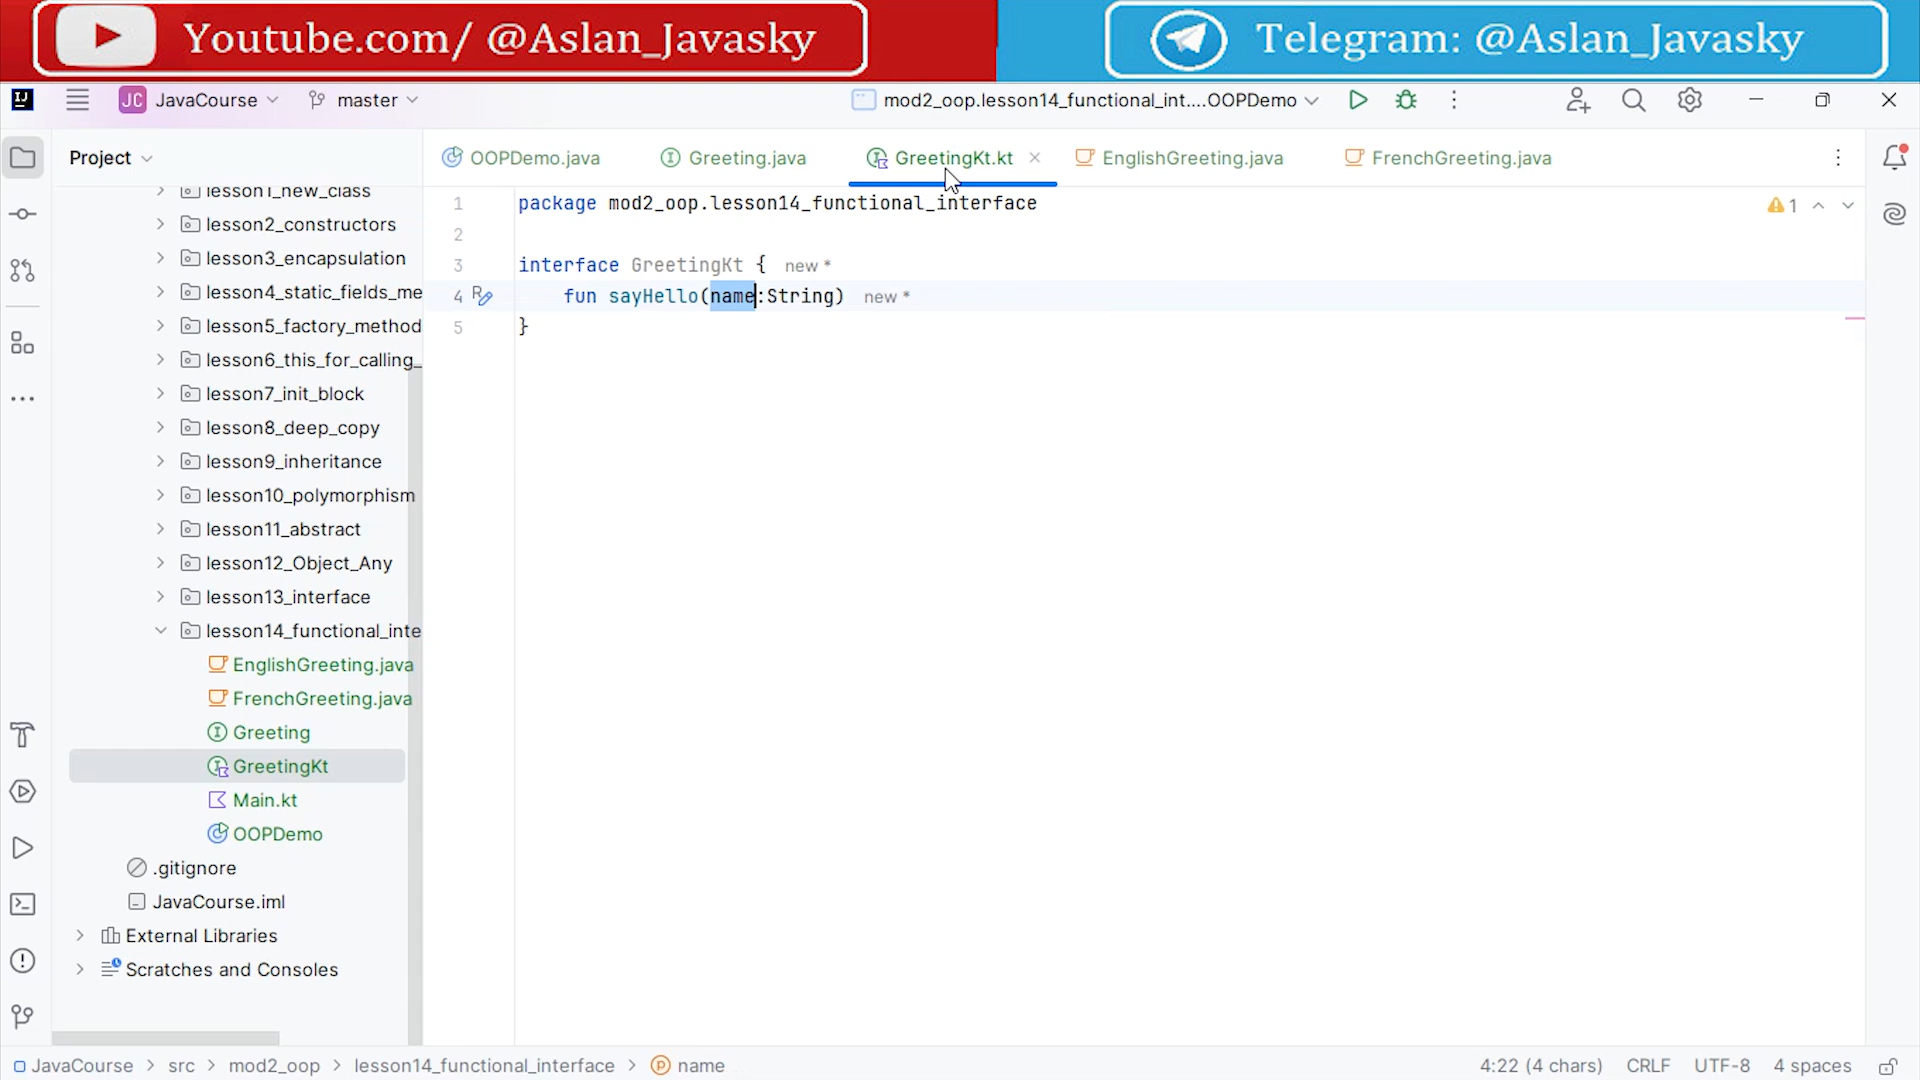 Youtube.com/ @Aslan_Javasky
Telegram: @Aslan_Javasky
JC JavaCourse
master
mod2_oop.lesson14_functional_int....OOPDemo
Project
OOPDemo.java
Greeting.java
GreetingKt.kt
EnglishGreeting.java
FrenchGreeting.java
lesson1_new_class
lesson2_constructors
lesson3_encapsulation
lesson4_static_fields_me
lesson5_factory_method
lesson6_this_for_calling_
lesson7_init_block
lesson8_deep_copy
lesson9_inheritance
lesson10_polymorphism
lesson11_abstract
lesson12_Object_Any
lesson13_interface
lesson14_functional_inte
EnglishGreeting.java
FrenchGreeting.java
Greeting
GreetingKt
Main.kt
OOPDemo
.gitignore
JavaCourse.iml
External Libraries
Scratches and Consoles
1 package mod2_oop.lesson14_functional_interface
2
3 interface GreetingKt { new *
4 fun sayHello(name:String) new *
5 }
1
JavaCourse > src > mod2_oop > lesson14_functional_interface > name
4:22 (4 chars) CRLF UTF-8 4 spaces